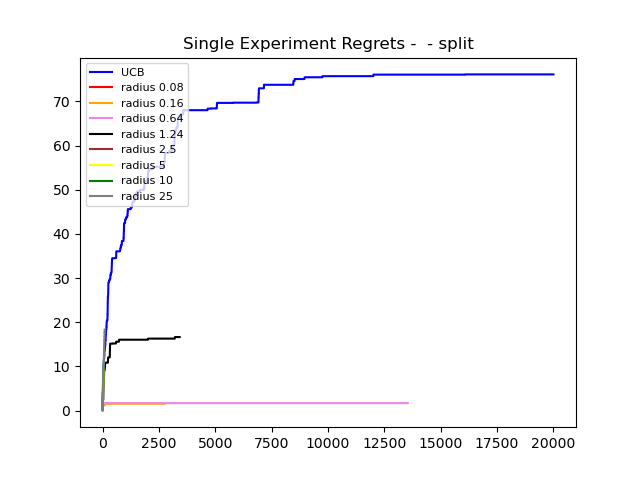 Single Experiment Regrets -  - split
UCB
radius 0.08
radius 0.16
radius 0.64
radius 1.24
radius 2.5
radius 5
radius 10
radius 25
70
60
50
40
30
20
10
0
0 2500 5000 7500 10000 12500 15000 17500 20000